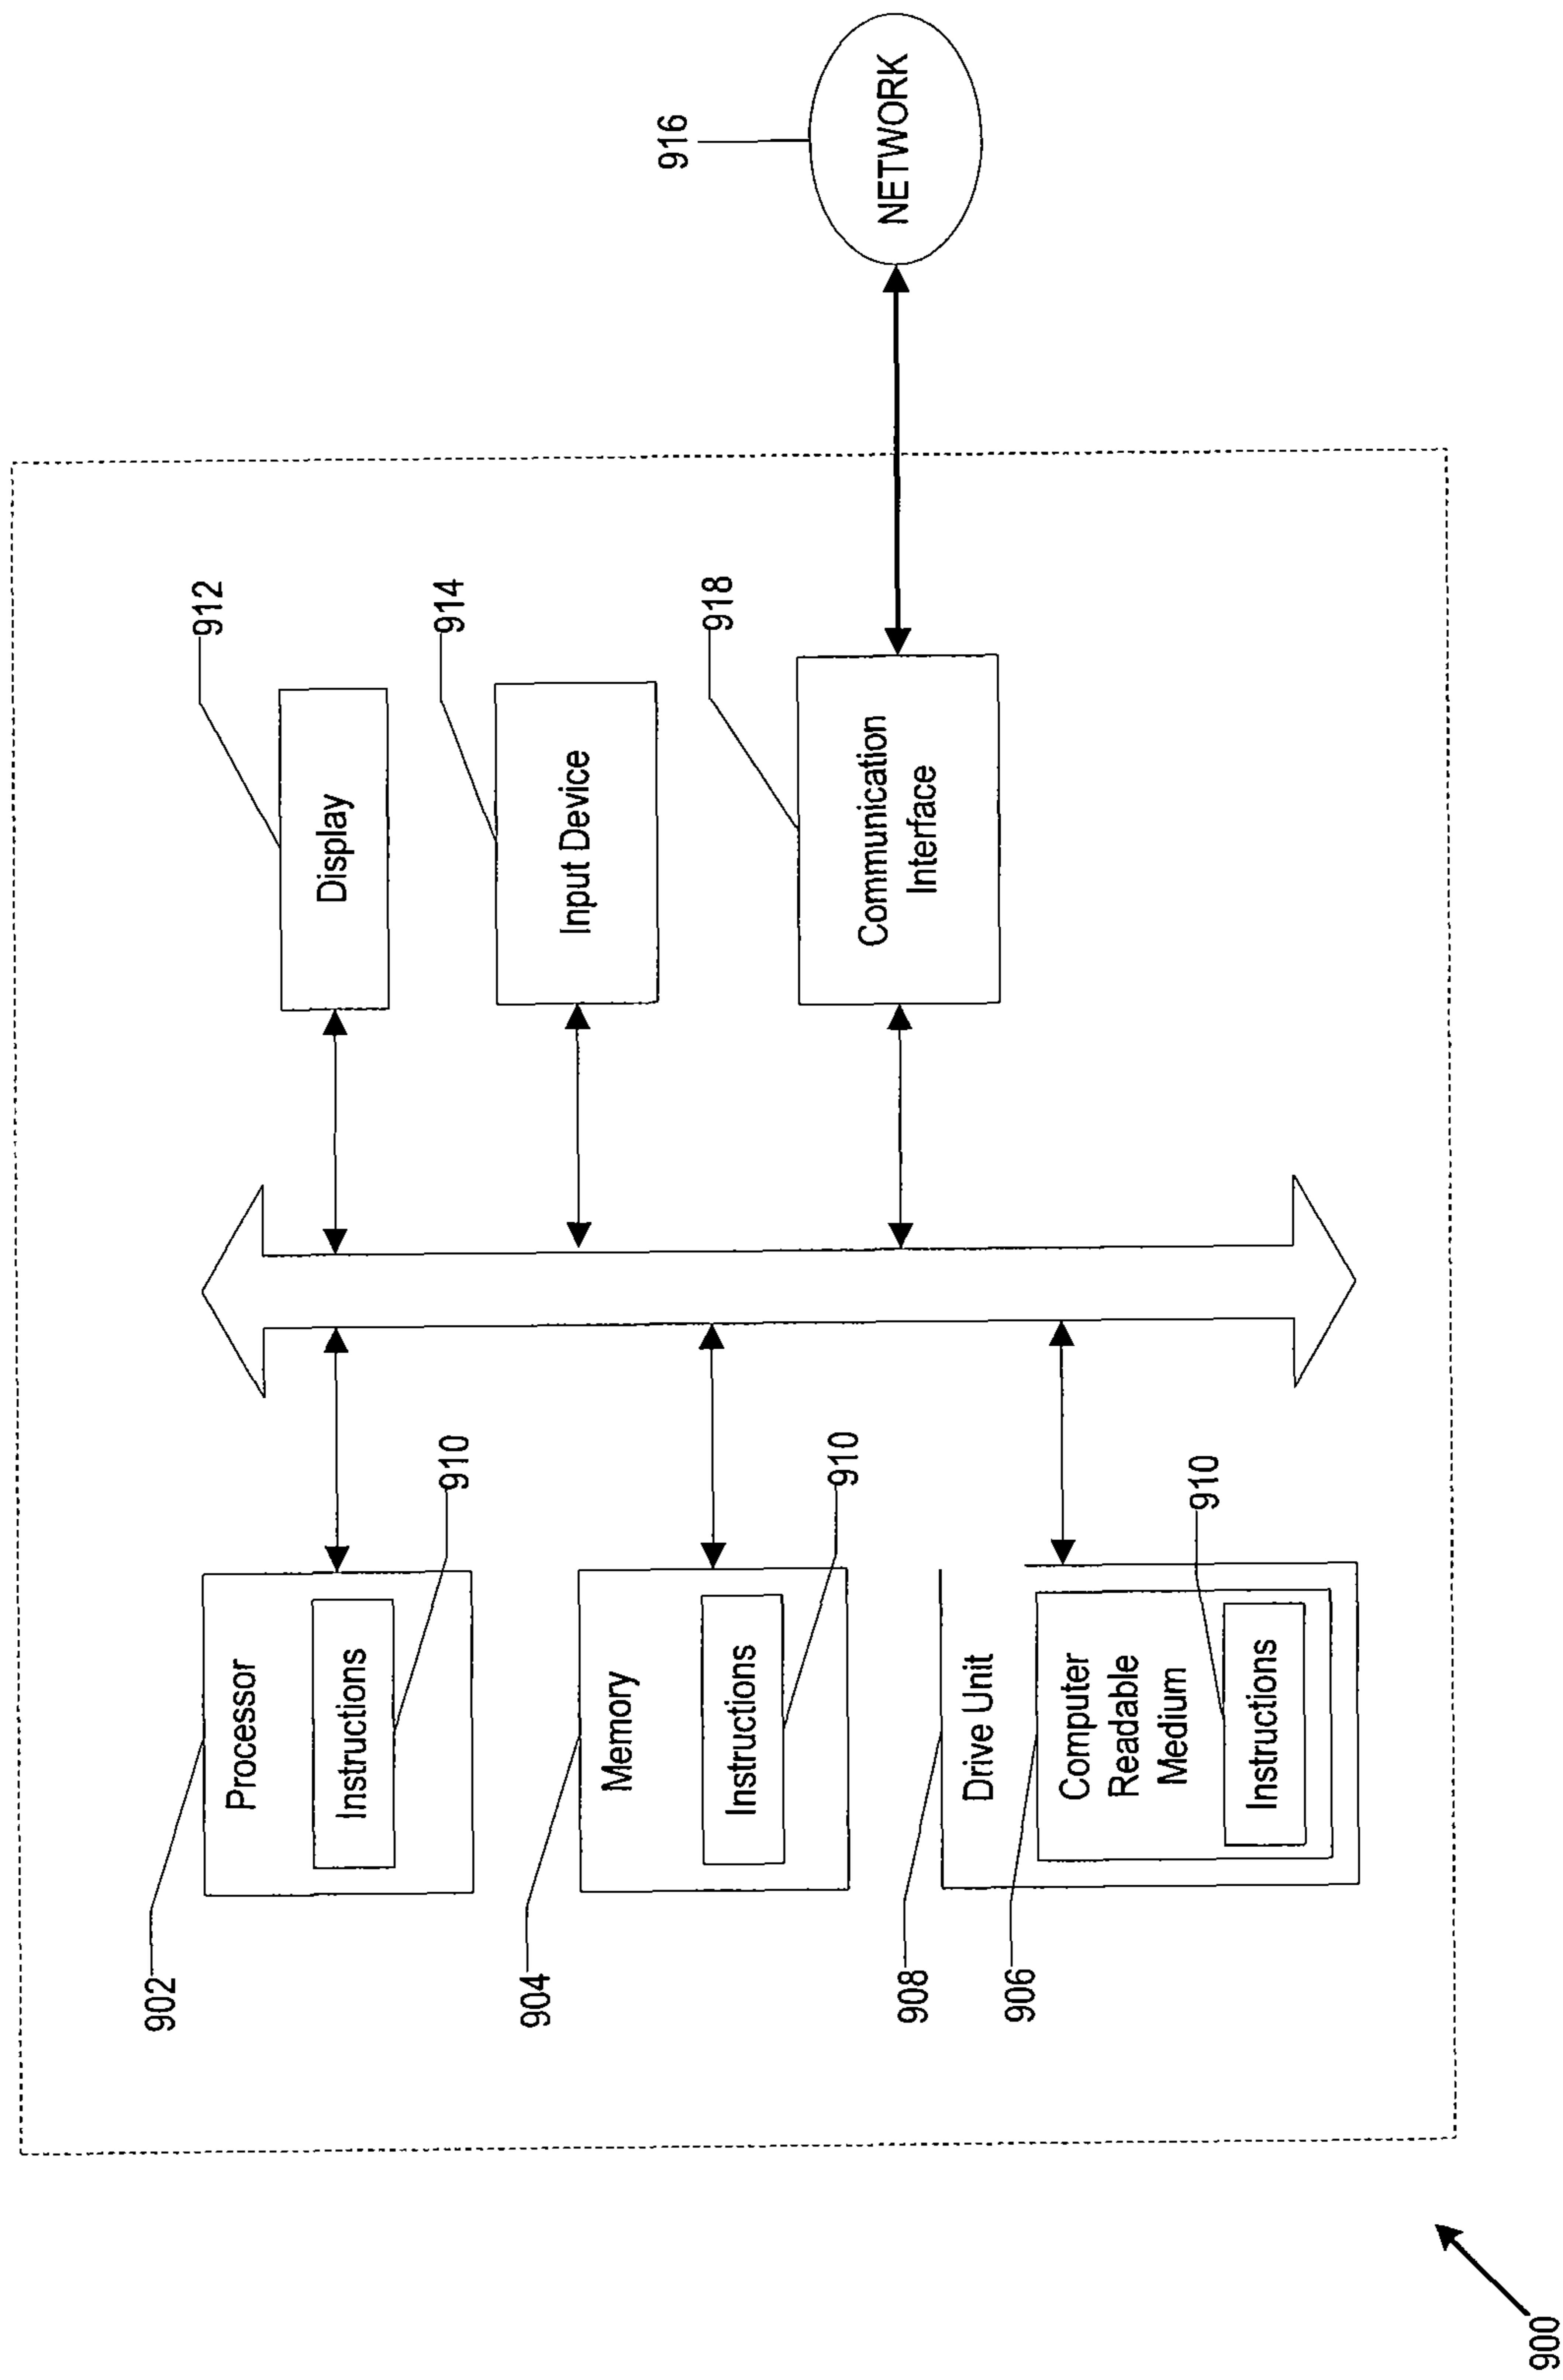 900
902
Processor
Instructions
910
904
Memory
Instructions
910
908
Drive Unit
906
Computer
Readable
Medium
Instructions
910
912
Display
914
Input Device
918
Communication
Interface
916
NETWORK